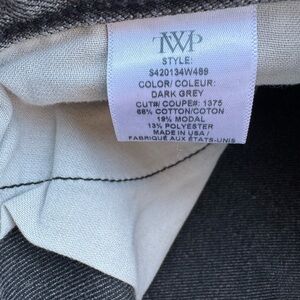 TWP
STYLE:
S420134W489
COLOR/ COLEUR:
DARK GREY
CUT#/ COUPE#: 1375
68% COTTON/COTON
19% MODAL
13% POLYESTER
MADE IN USA /
FABRIQUÉ AUX ÉTATS-UNIS